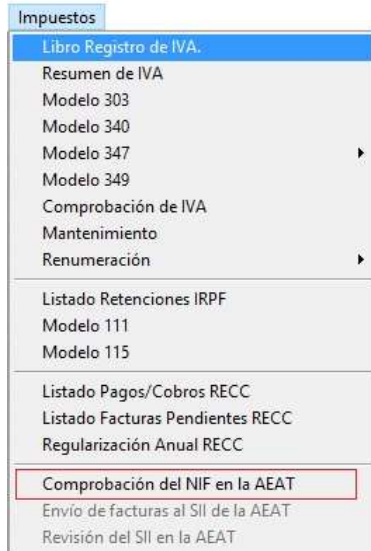 Impuestos
Libro Registro de IVA.
Resumen de IVA
Modelo 303
Modelo 340
Modelo 347
Modelo 349
Comprobación de IVA
Mantenimiento
Renumeración
Listado Retenciones IRPF
Modelo 111
Modelo 115
Listado Pagos/Cobros RECC
Listado Facturas Pendientes RECC
Regularización Anual RECC
Comprobación del NIF en la AEAT
Envío de facturas al SII de la AEAT
Revisión del SII en la AEAT